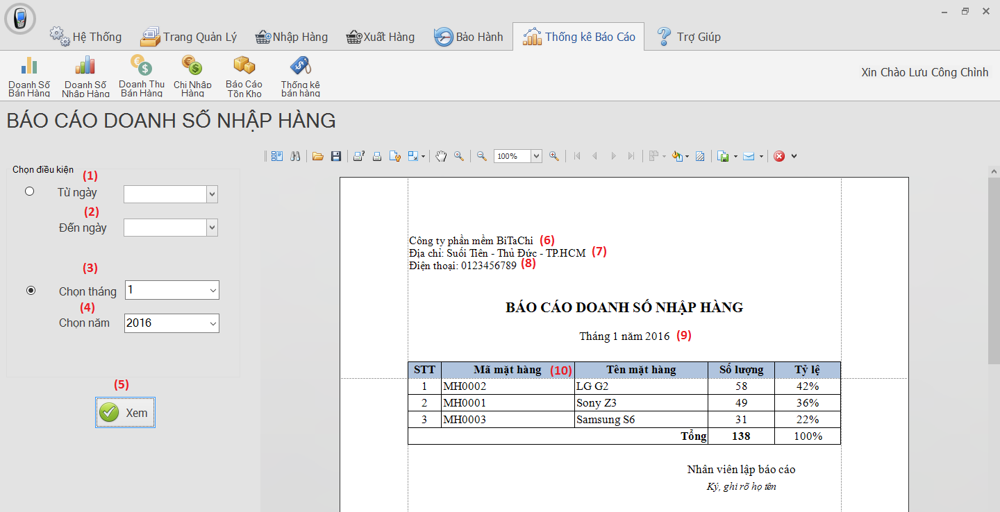 Hệ Thống Trang Quản Lý Nhập Hàng Xuất Hàng Bảo Hành Thống kê Báo Cáo Trợ Giúp
Doanh Số Bán Hàng
Doanh Số Nhập Hàng
Doanh Thu Bán Hàng
Chi Nhập Hàng
Báo Cáo Tồn Kho
Thống kê bán hàng
Xin Chào Lưu Công Chình
BÁO CÁO DOANH SỐ NHẬP HÀNG
100%
Chọn điều kiện
(1)
Từ ngày
(2)
Đến ngày
(3)
Chọn tháng 1
(4)
Chọn năm 2016
(5)
Xem
Công ty phần mềm BiTaChi (6)
Địa chỉ: Suối Tiên - Thủ Đức - TP.HCM (7)
Điện thoại: 0123456789 (8)
BÁO CÁO DOANH SỐ NHẬP HÀNG
Tháng 1 năm 2016 (9)
STT Mã mặt hàng (10) Tên mặt hàng Số lượng Tỷ lệ
1 MH0002 LG G2 58 42%
2 MH0001 Sony Z3 49 36%
3 MH0003 Samsung S6 31 22%
Tổng 138 100%
Nhân viên lập báo cáo
Ký, ghi rõ họ tên